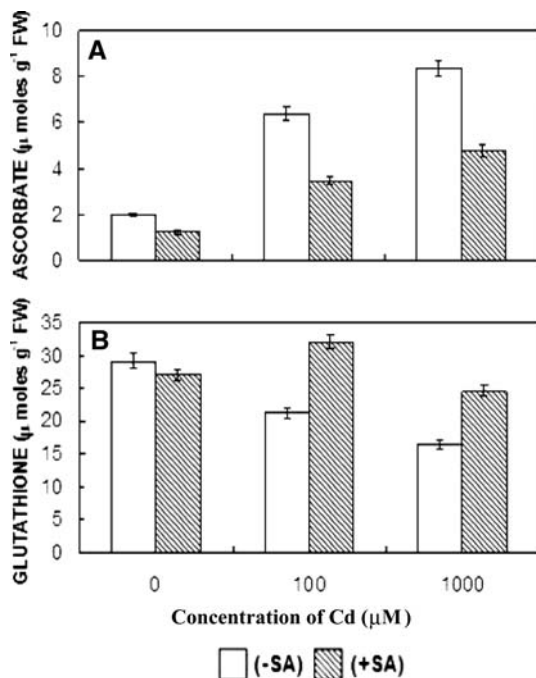 A
ASCORBATE (μ moles g⁻¹ FW)
10
8
6
4
2
0
B
GLUTATHIONE (μ moles g⁻¹ FW)
35
30
25
20
15
10
5
0
0 100 1000
Concentration of Cd (μM)
(-SA) (+SA)